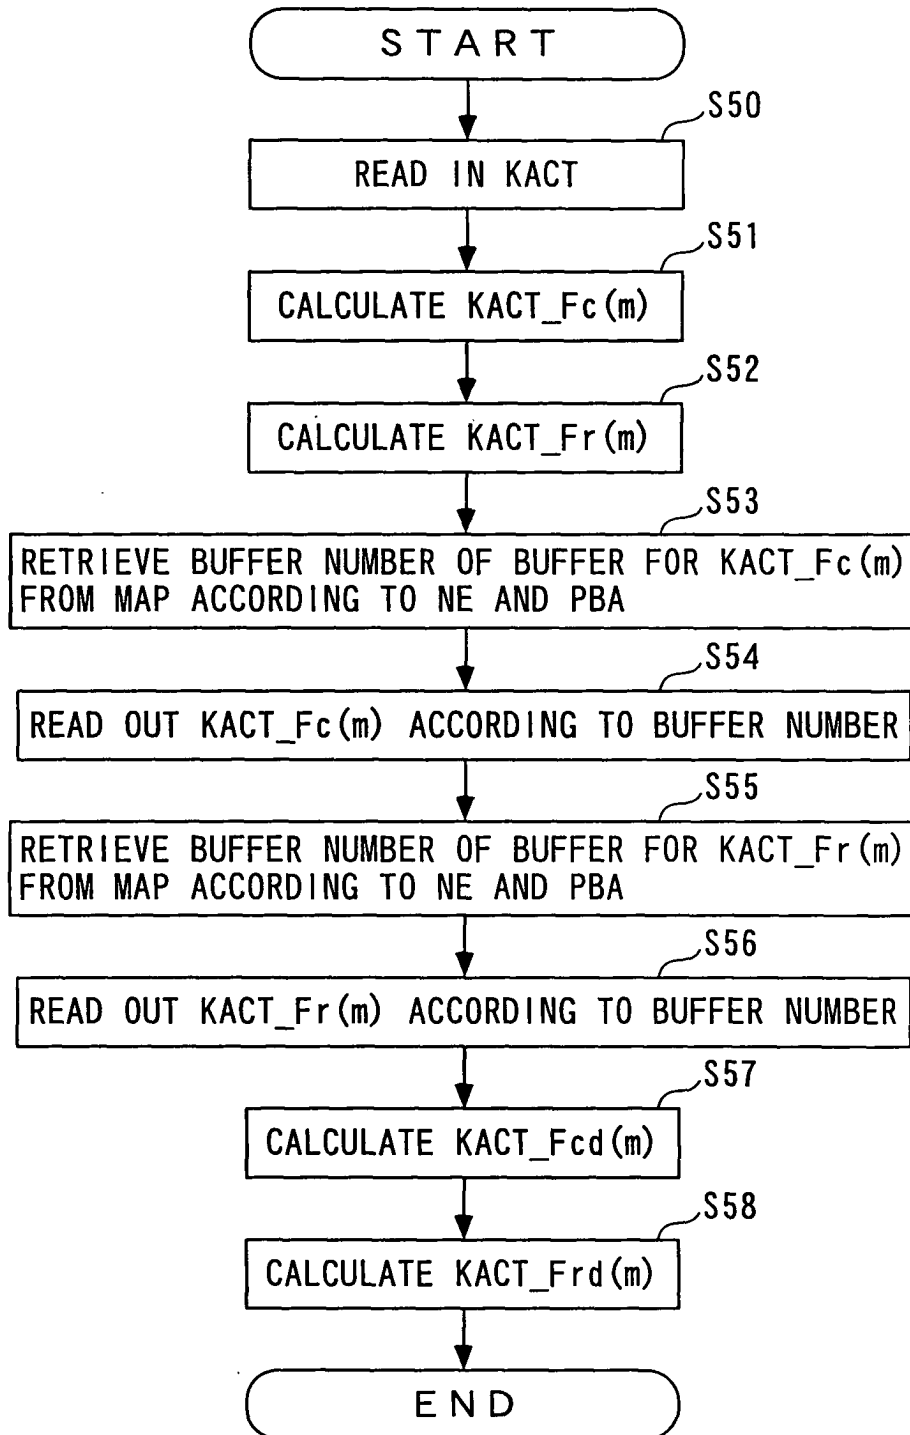 START
S50
READ IN KACT
S51
CALCULATE KACT_Fc(m)
S52
CALCULATE KACT_Fr(m)
S53
RETRIEVE BUFFER NUMBER OF BUFFER FOR KACT_Fc(m)
FROM MAP ACCORDING TO NE AND PBA
S54
READ OUT KACT_Fc(m) ACCORDING TO BUFFER NUMBER
S55
RETRIEVE BUFFER NUMBER OF BUFFER FOR KACT_Fr(m)
FROM MAP ACCORDING TO NE AND PBA
S56
READ OUT KACT_Fr(m) ACCORDING TO BUFFER NUMBER
S57
CALCULATE KACT_Fcd(m)
S58
CALCULATE KACT_Frd(m)
END